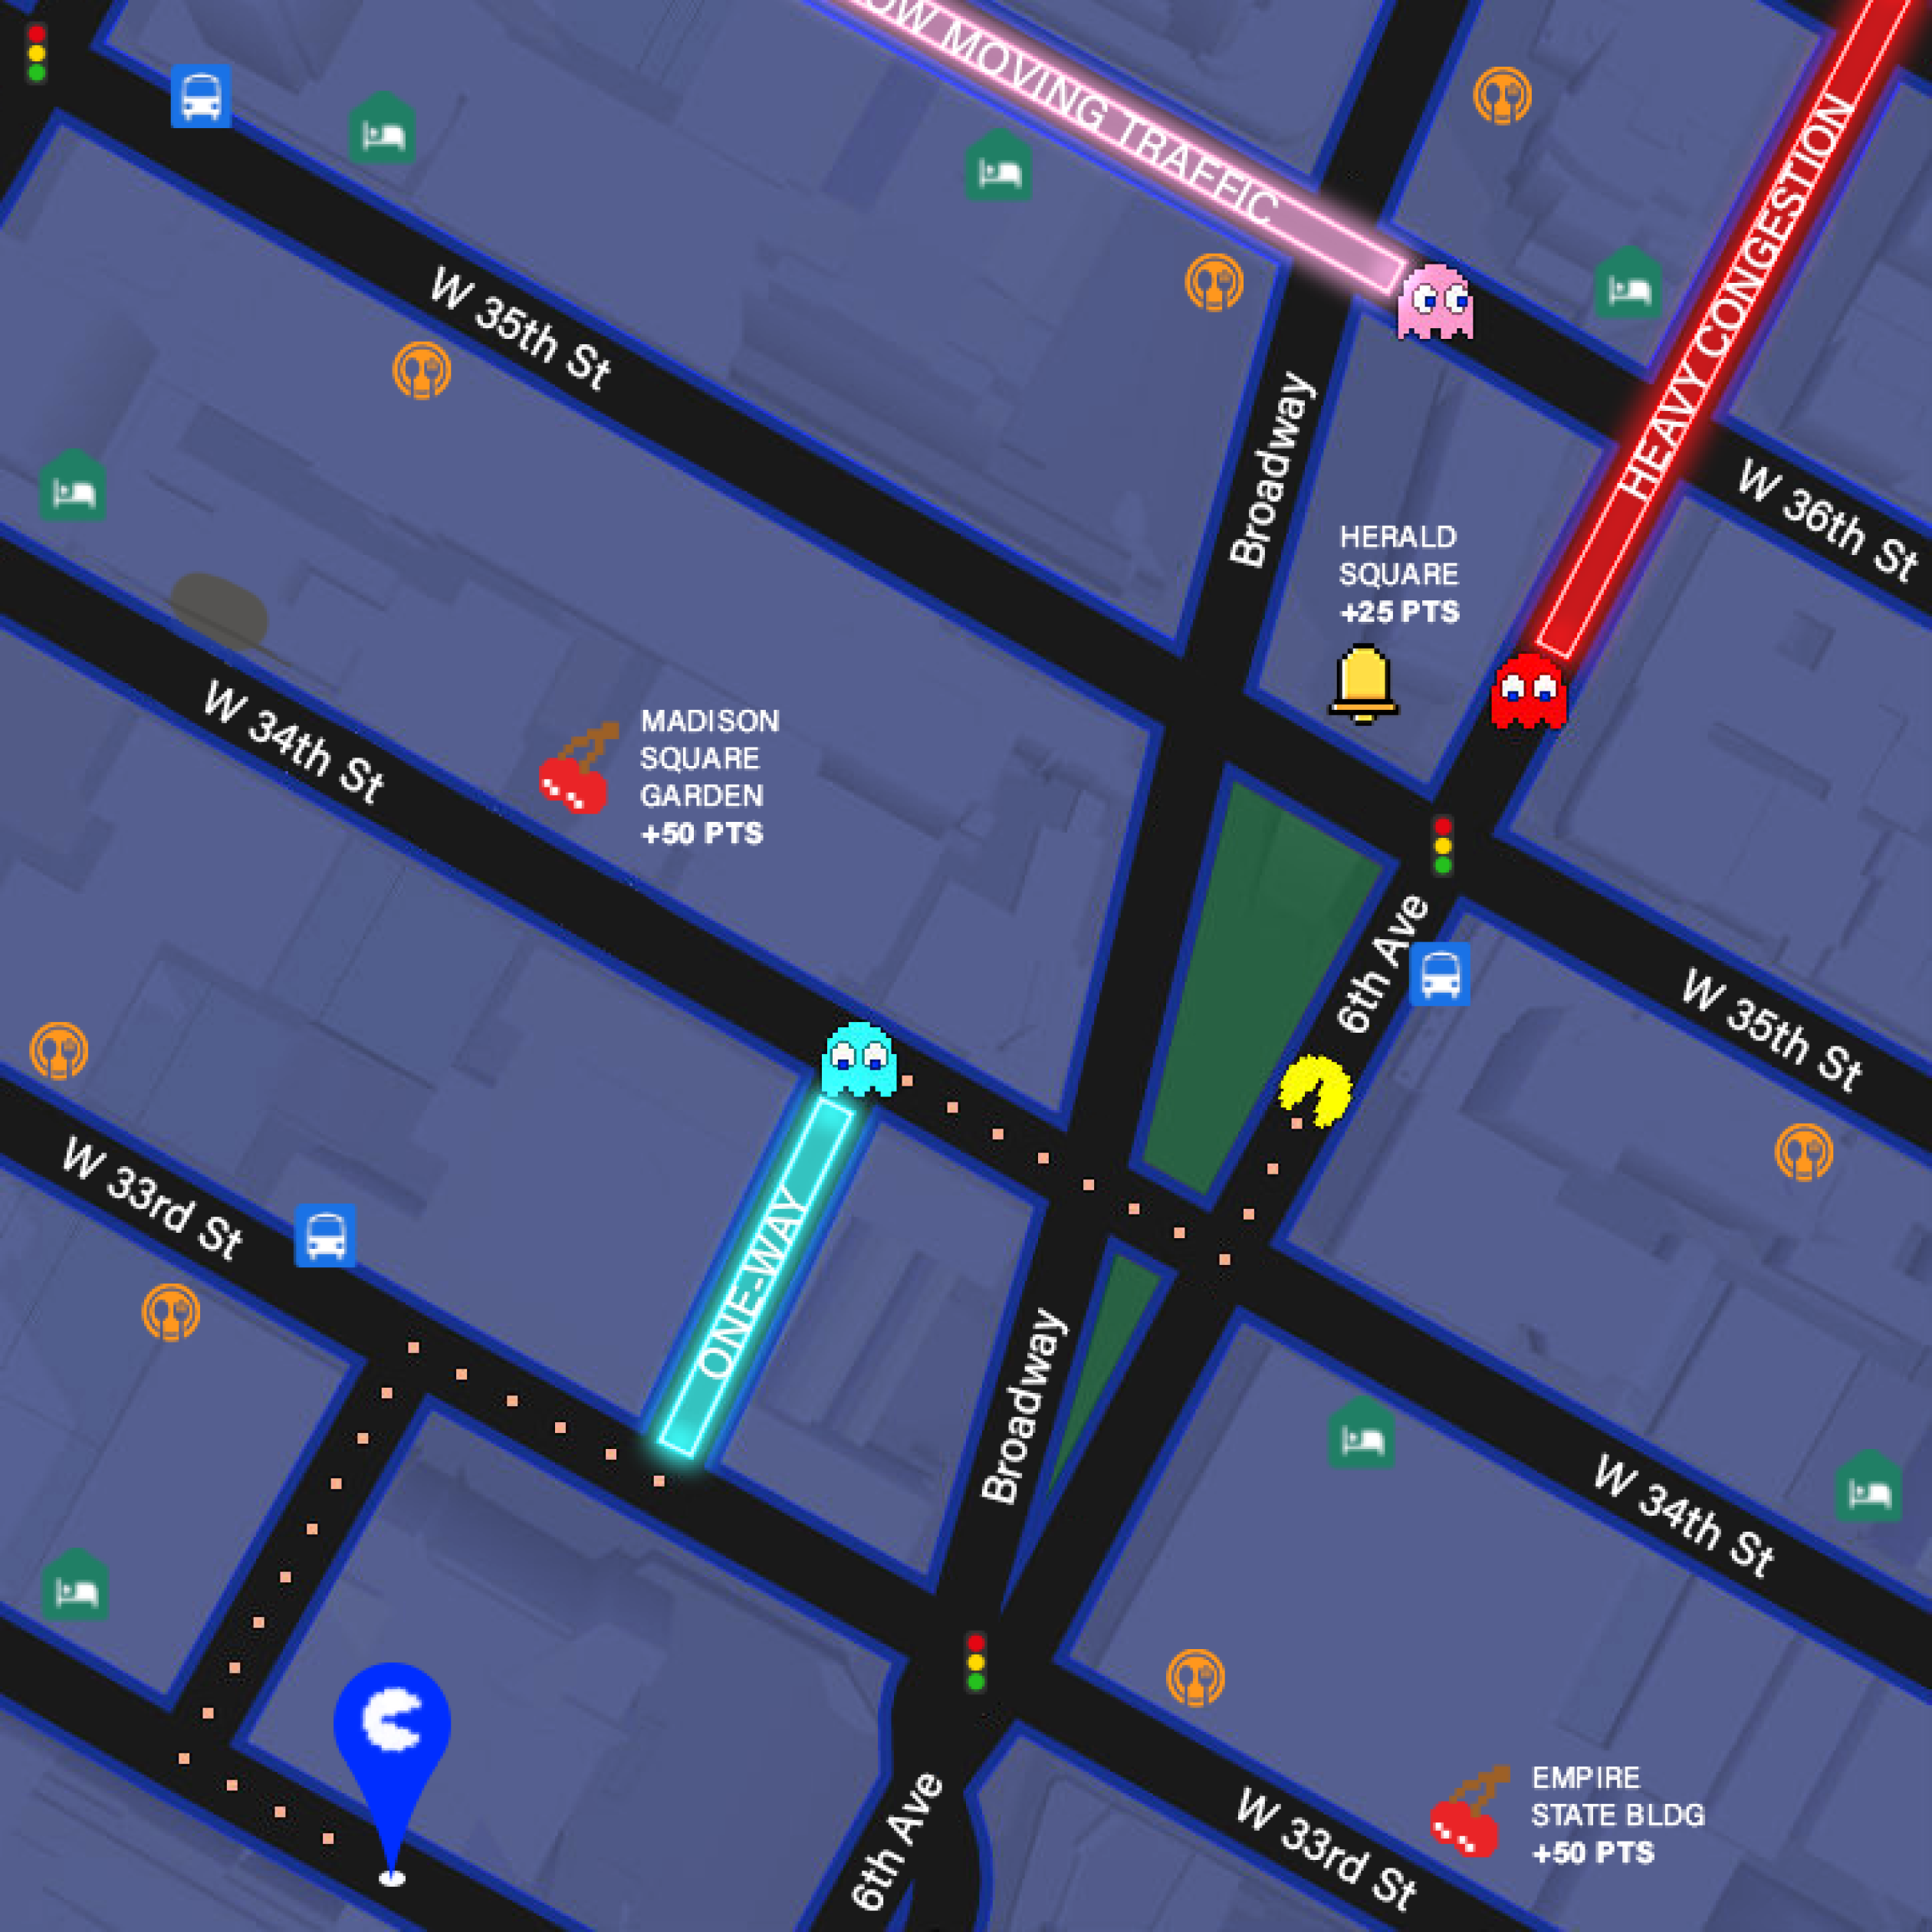 OW MOVING TRAFFIC
HEAVY CONGESTION
W 35th St
Broadway
W 36th St
HERALD
SQUARE
+25 PTS
W 34th St
MADISON
SQUARE
GARDEN
+50 PTS
6th Ave
W 35th St
W 33rd St
ONE-WAY
Broadway
W 34th St
6th Ave
W 33rd St
EMPIRE
STATE BLDG
+50 PTS